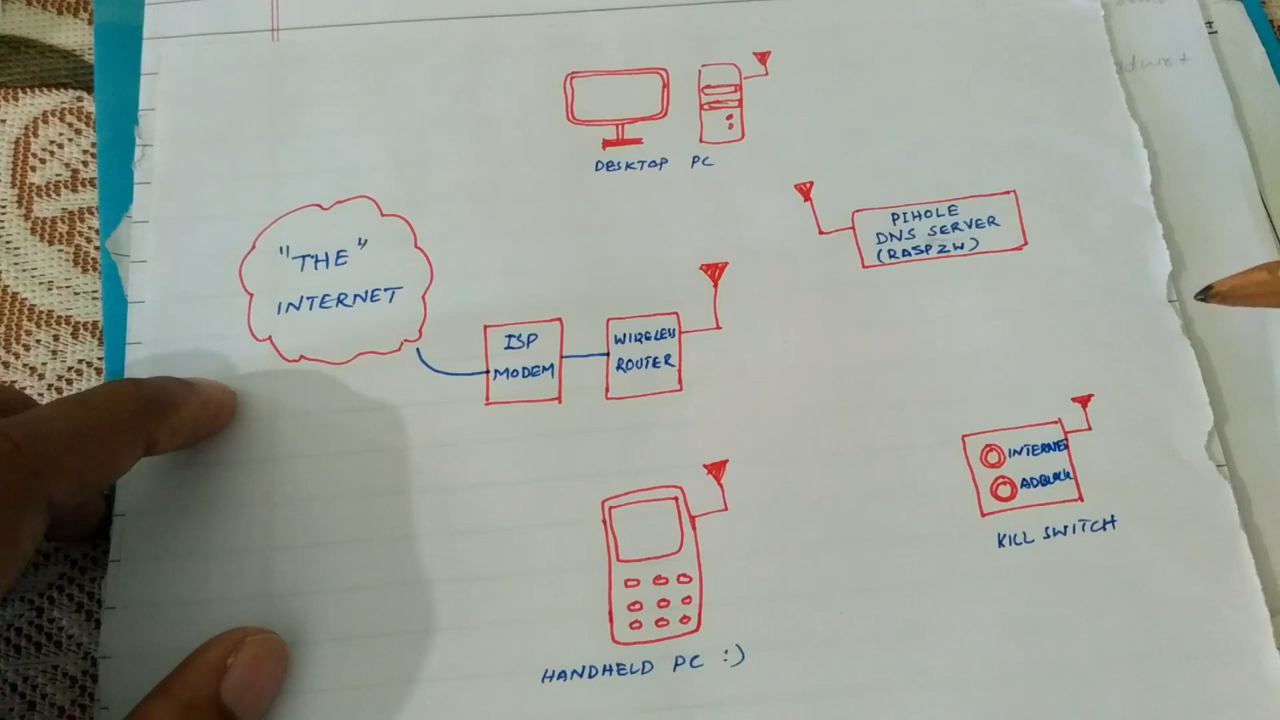 DESKTOP PC
PIHOLE
DNS SERVER
(RASPZW)
"THE"
INTERNET
ISP
MODEM
WIRELESS
ROUTER
INTERNET
ADBLOCK
KILL SWITCH
HANDHELD PC :)